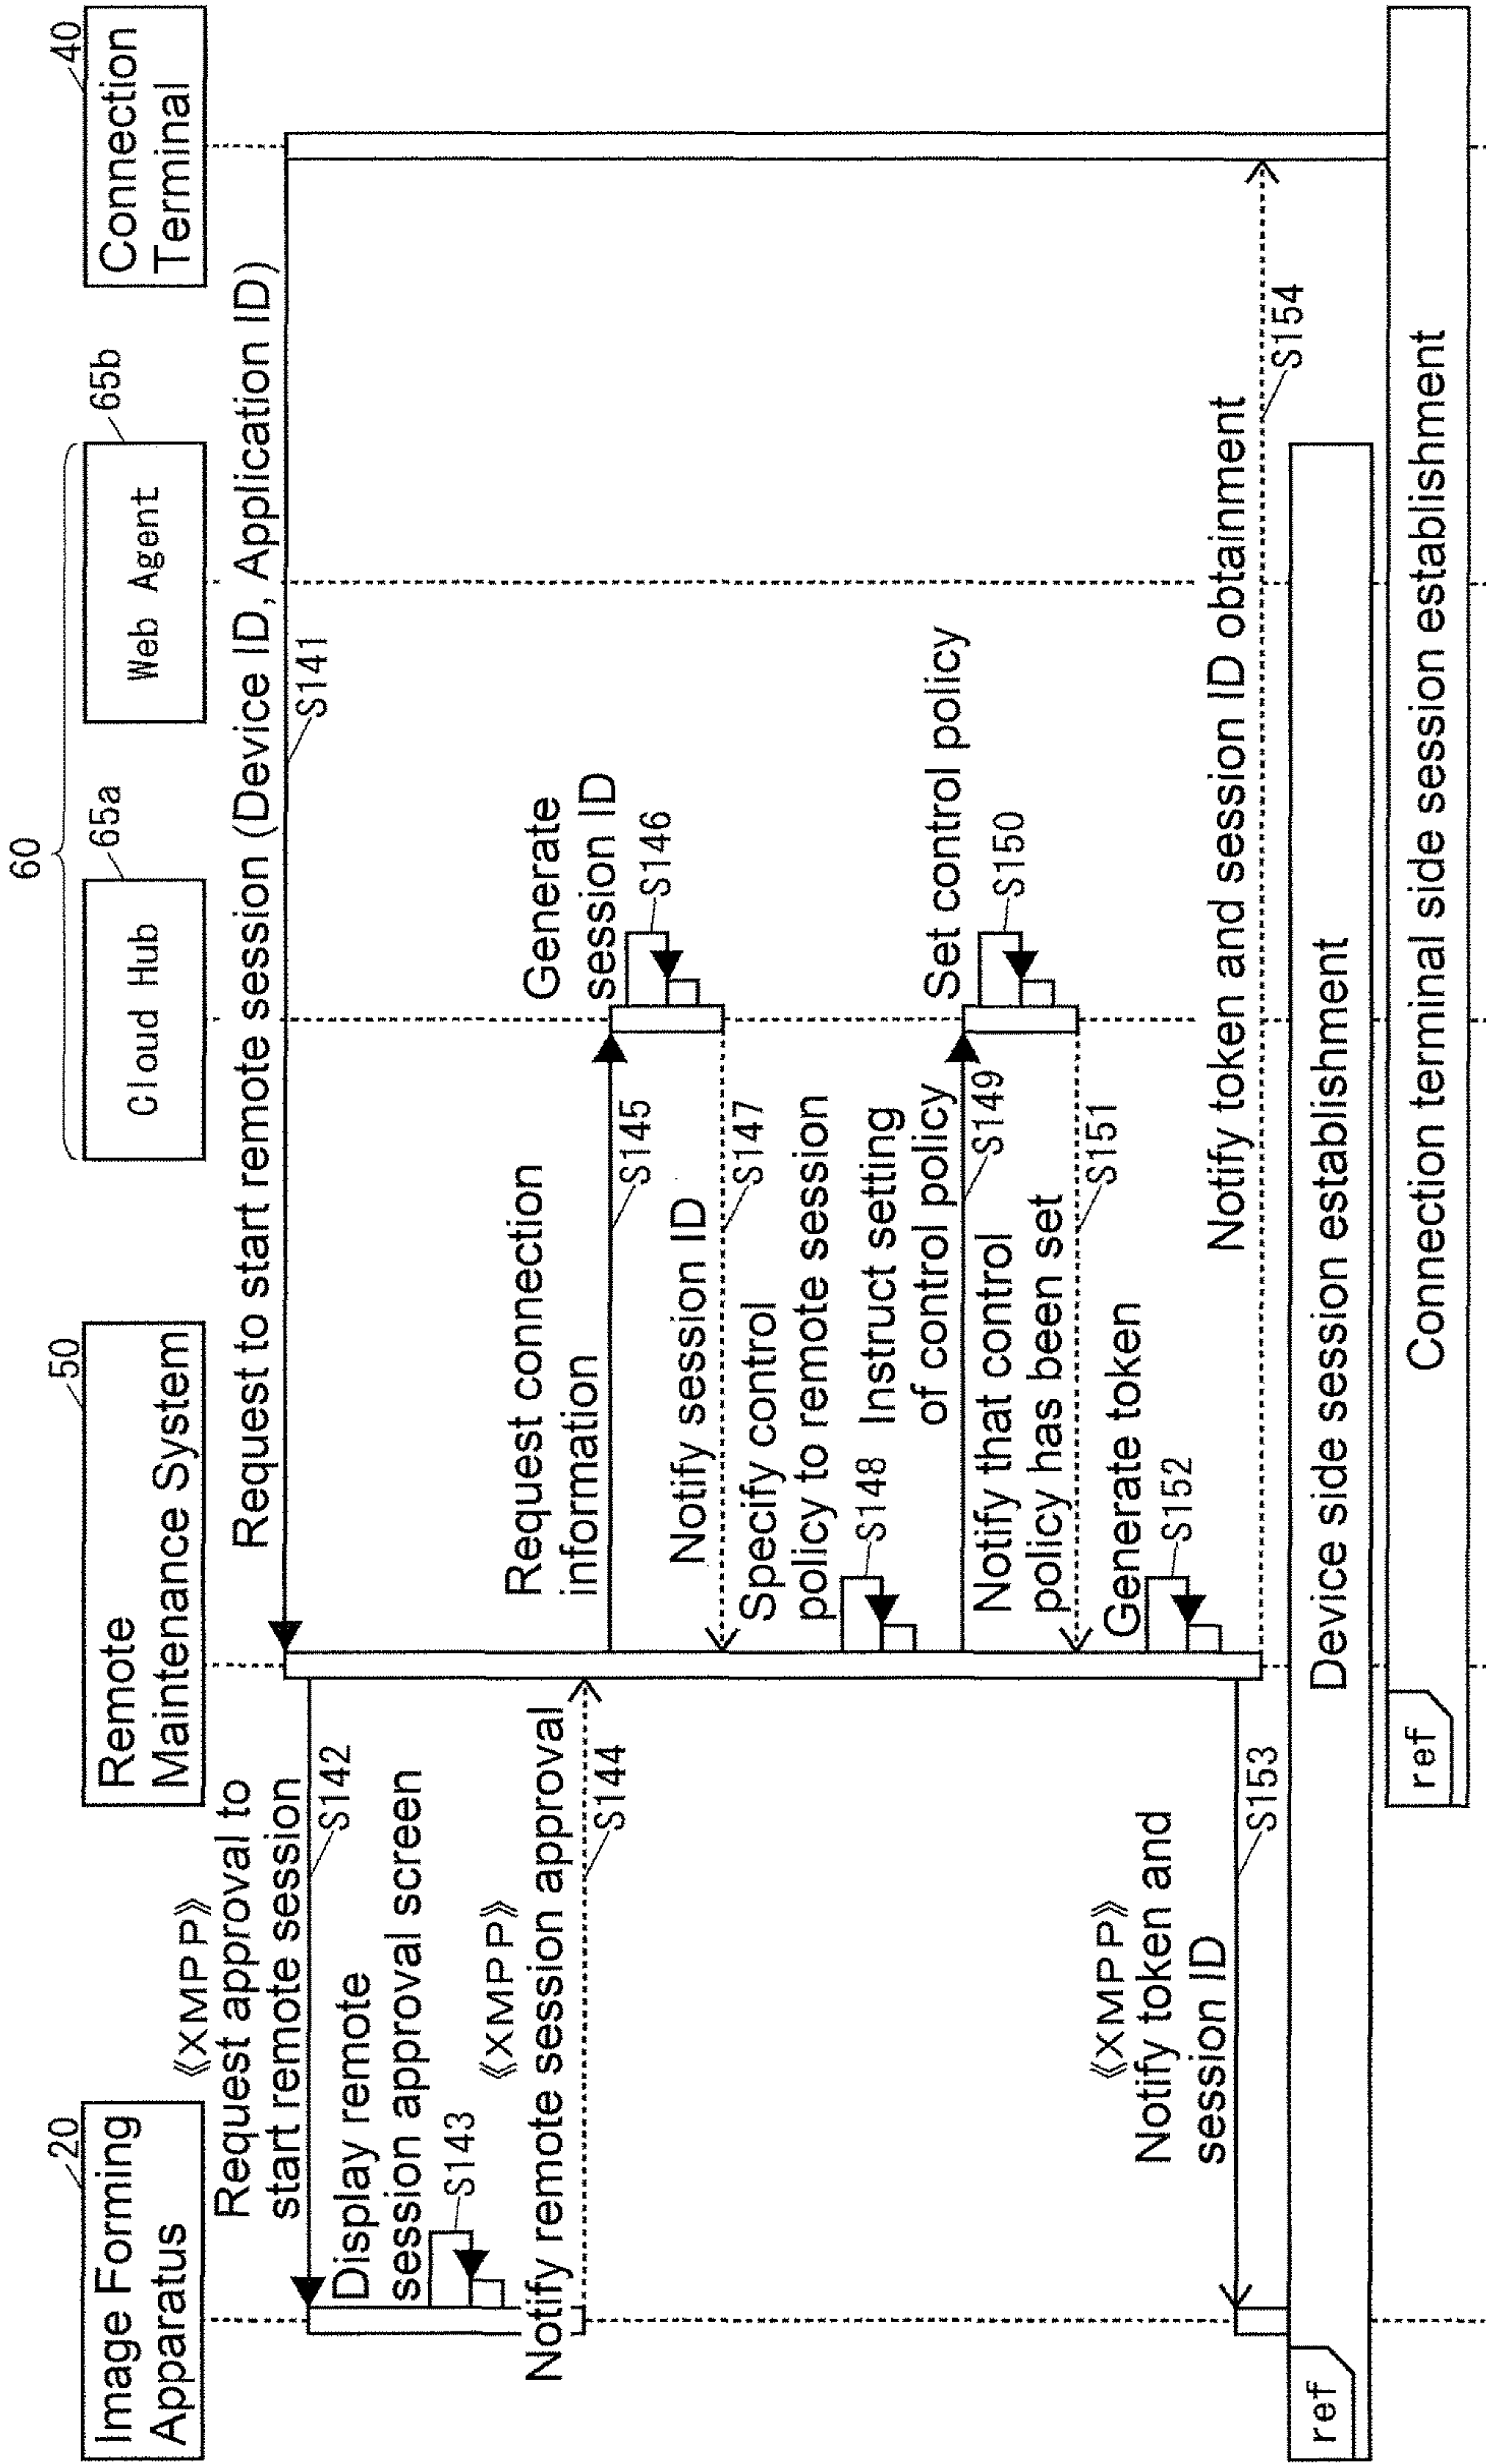 60
20
Image Forming
Apparatus
50
Remote
Maintenance System
65a
Cloud Hub
65b
Web Agent
40
Connection
Terminal
Request to start remote session (Device ID, Application ID)
S141
《XMPP》
Request approval to
start remote session
S142
Display remote
session approval screen
S143
《XMPP》
Notify remote session approval
S144
Request connection
information
S145
Generate
session ID
S146
Notify session ID
S147
Specify control
policy to remote session
S148
Instruct setting
of control policy
S149
Set control policy
S150
Notify that control
policy has been set
S151
Generate token
S152
《XMPP》
Notify token and
session ID
S153
Notify token and session ID obtainment
S154
ref
Device side session establishment
ref
Connection terminal side session establishment